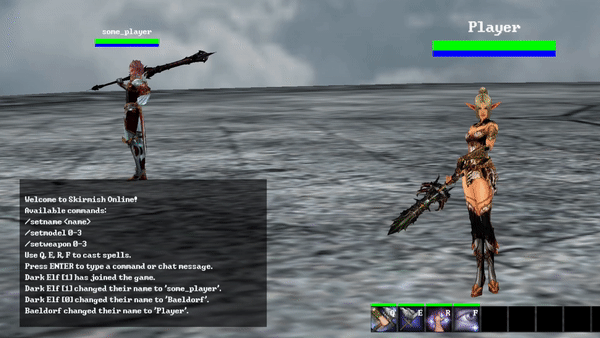 some_player
Player
Welcome to Skirnish Online!
Available commands:
/setname <name>
/setmodel 0-3
/setweapon 0-3
Use Q, E, R, F to cast spells.
Press ENTER to type a command or chat message.
Dark Elf [1] has joined the game.
Dark Elf [1] changed their name to 'some_player'.
Dark Elf [0] changed their name to 'Baeldorf'.
Baeldorf changed their name to 'Player'.
Q
E
R
F